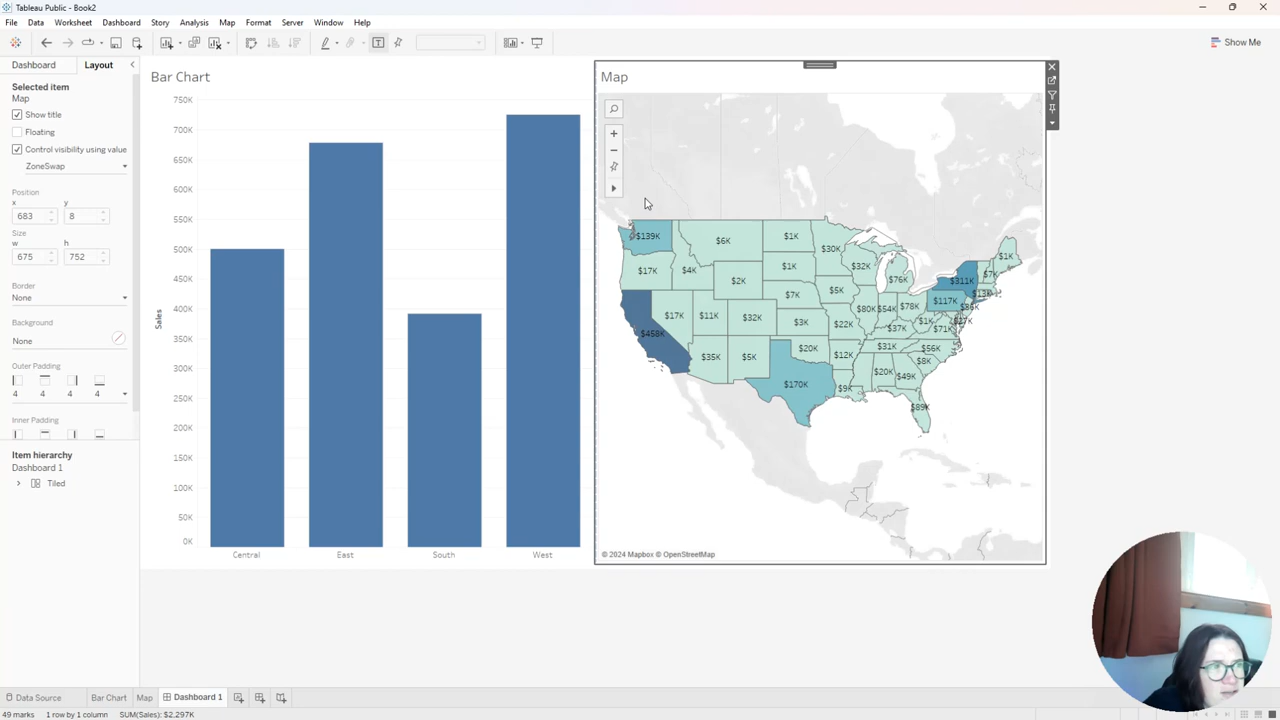 Tableau Public - Book2
File Data Worksheet Dashboard Story Analysis Map Format Server Window Help
Show Me
Dashboard Layout
Selected item
Map
Show title
Floating
Control visibility using value
ZoneSwap
Position
x y
683 8
Size
w h
675 752
Border
None
Background
None
Outer Padding
4 4 4 4
Inner Padding
Item hierarchy
Dashboard 1
Tiled
Bar Chart
750K
700K
650K
600K
550K
500K
450K
400K
350K
300K
250K
200K
150K
100K
50K
0K
Sales
Central East South West
Map
$139K
$6K
$1K
$30K
$1K
$17K
$4K
$2K
$1K
$32K
$76K
$311K
$7K
$7K
$5K
$117K
$13K
$458K
$17K
$11K
$32K
$3K
$22K
$80K
$54K
$78K
$1K
$37K
$71K
$27K
$35K
$5K
$20K
$12K
$31K
$56K
$8K
$170K
$9K
$20K
$49K
$89K
© 2024 Mapbox © OpenStreetMap
Data Source Bar Chart Map Dashboard 1
49 marks 1 row by 1 column SUM(Sales): $2.297K